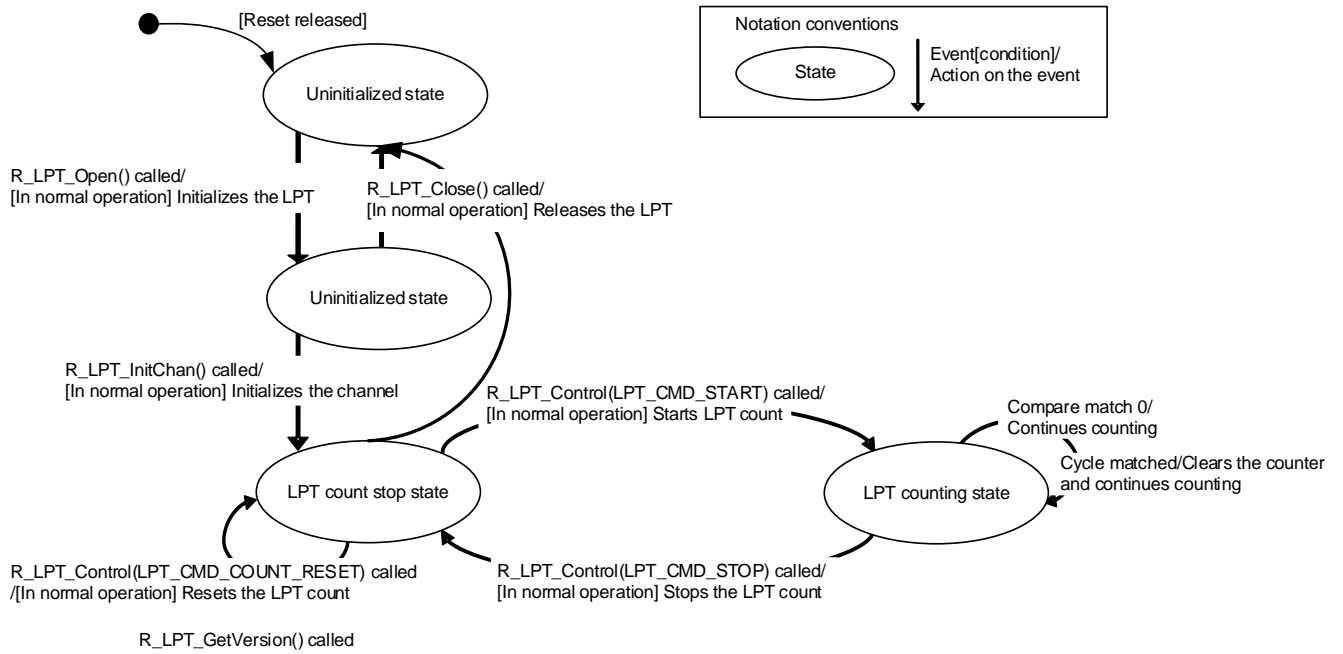 [Reset released]
Notation conventions
State
Event[condition]/
Action on the event
Uninitialized state
R_LPT_Open() called/
[In normal operation] Initializes the LPT
R_LPT_Close() called/
[In normal operation] Releases the LPT
Uninitialized state
R_LPT_InitChan() called/
[In normal operation] Initializes the channel
R_LPT_Control(LPT_CMD_START) called/
[In normal operation] Starts LPT count
Compare match 0/
Continues counting
Cycle matched/Clears the counter
and continues counting
LPT count stop state
LPT counting state
R_LPT_Control(LPT_CMD_COUNT_RESET) called
/[In normal operation] Resets the LPT count
R_LPT_Control(LPT_CMD_STOP) called/
[In normal operation] Stops the LPT count
R_LPT_GetVersion() called